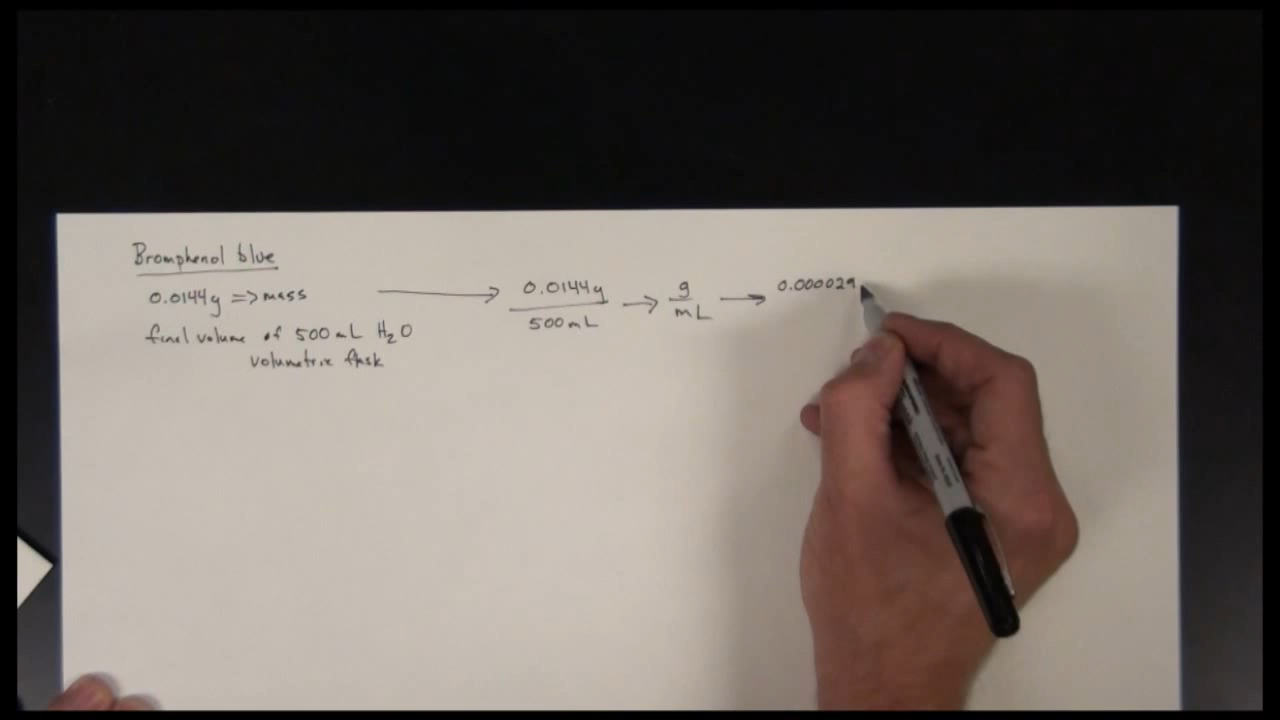 Bromphenol blue
0.0144g => mass
final volume of 500 mL H₂O
volumetric flask
→ 0.0144g
500mL
→ g
mL
→ 0.000029